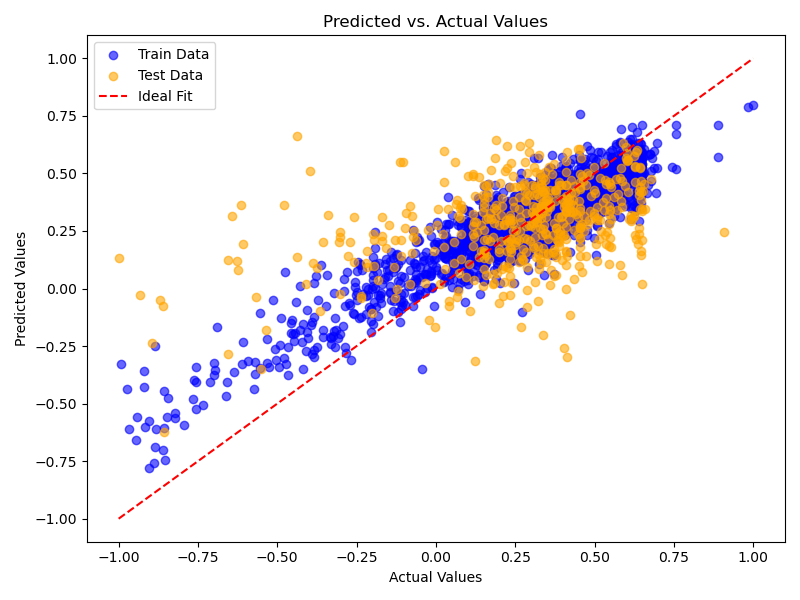 Predicted vs. Actual Values
Train Data
Test Data
Ideal Fit
1.00
0.75
0.50
0.25
0.00
−0.25
−0.50
−0.75
−1.00
Predicted Values
−1.00 −0.75 −0.50 −0.25 0.00 0.25 0.50 0.75 1.00
Actual Values